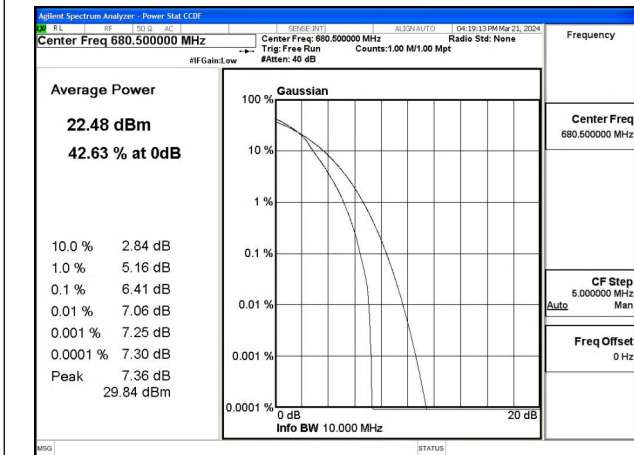 Agilent Spectrum Analyzer - Power Stat CCDF
RL RF 50 Ω AC SENSE:INT ALIGN AUTO 04:19:13 PM Mar 21, 2024
Center Freq 680.500000 MHz
Center Freq: 680.500000 MHz Radio Std: None
Trig: Free Run Counts:1.00 M/1.00 Mpt
#IFGain:Low #Atten: 40 dB
Frequency
Average Power
22.48 dBm
42.63 % at 0dB
10.0 % 2.84 dB
1.0 % 5.16 dB
0.1 % 6.41 dB
0.01 % 7.06 dB
0.001 % 7.25 dB
0.0001 % 7.30 dB
Peak 7.36 dB
29.84 dBm
Gaussian
100 %
10 %
1 %
0.1 %
0.01 %
0.001 %
0.0001 %
0 dB 20 dB
Info BW 10.000 MHz
Center Freq
680.500000 MHz
CF Step
5.000000 MHz
Auto Man
Freq Offset
0 Hz
MSG STATUS